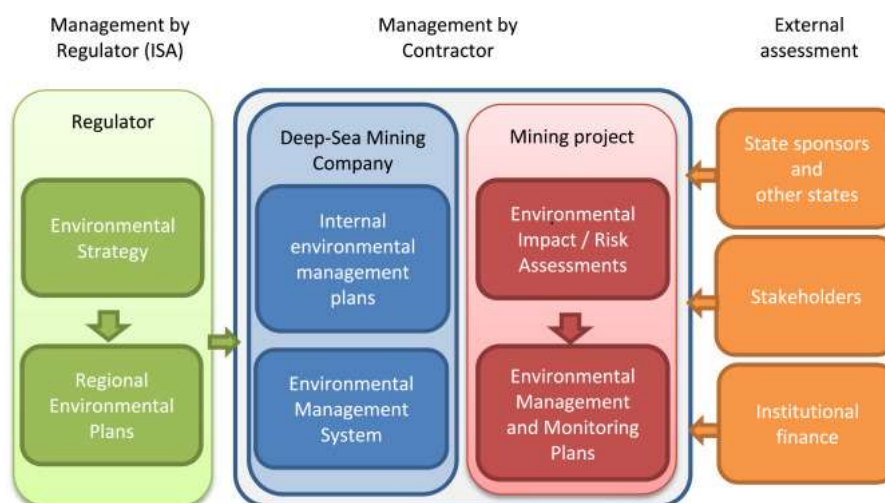 Management by
Regulator (ISA)
Management by
Contractor
External
assessment
Regulator
Environmental
Strategy
Regional
Environmental
Plans
Deep-Sea Mining
Company
Internal
environmental
management
plans
Environmental
Management
System
Mining project
Environmental
Impact / Risk
Assessments
Environmental
Management
and Monitoring
Plans
State sponsors
and
other states
Stakeholders
Institutional
finance